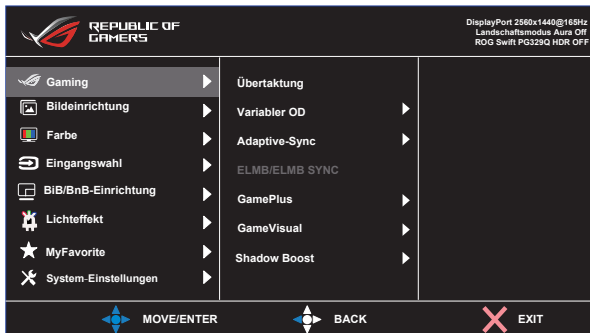 REPUBLIC OF
GAMERS
DisplayPort 2560x1440@165Hz
Landschaftsmodus Aura Off
ROG Swift PG329Q HDR OFF
Gaming
Bildeinrichtung
Farbe
Eingangswahl
BiB/BnB-Einrichtung
Lichteffekt
MyFavorite
System-Einstellungen
Übertaktung
Variabler OD
Adaptive-Sync
ELMB/ELMB SYNC
GamePlus
GameVisual
Shadow Boost
MOVE/ENTER
BACK
EXIT